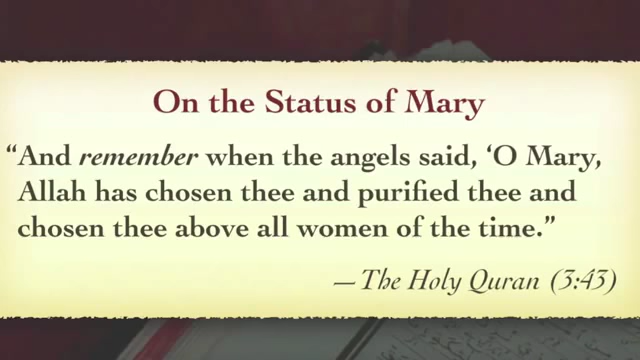 On the Status of Mary
“And remember when the angels said, ‘O Mary,
Allah has chosen thee and purified thee and
chosen thee above all women of the time.”
—The Holy Quran (3:43)